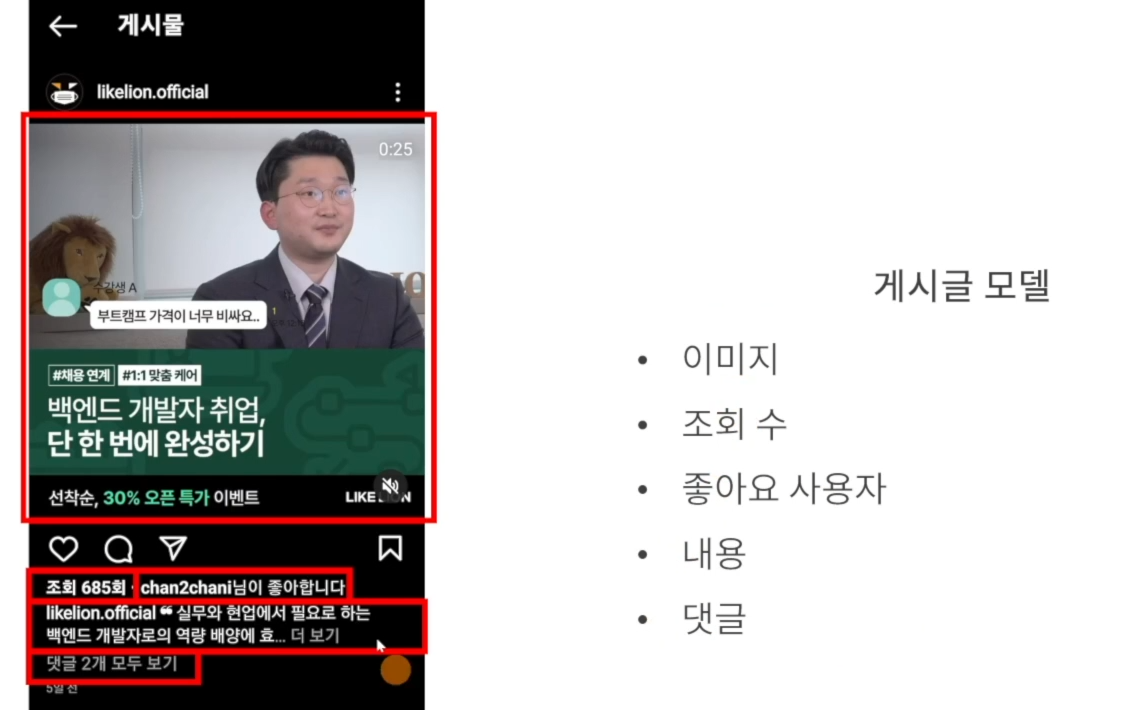 게시물
likelion.official
0:25
수강생 A
부트캠프 가격이 너무 비싸요..
1
#채용 연계 #1:1 맞춤 케어
백엔드 개발자 취업,
단 한 번에 완성하기
선착순, 30% 오픈 특가 이벤트
조회 685회 · chan2chani님이 좋아합니다
likelion.official ❝ 실무와 현업에서 필요로 하는
백엔드 개발자로의 역량 배양에 효... 더 보기
댓글 2개 모두 보기
5일 전
게시글 모델
• 이미지
• 조회 수
• 좋아요 사용자
• 내용
• 댓글